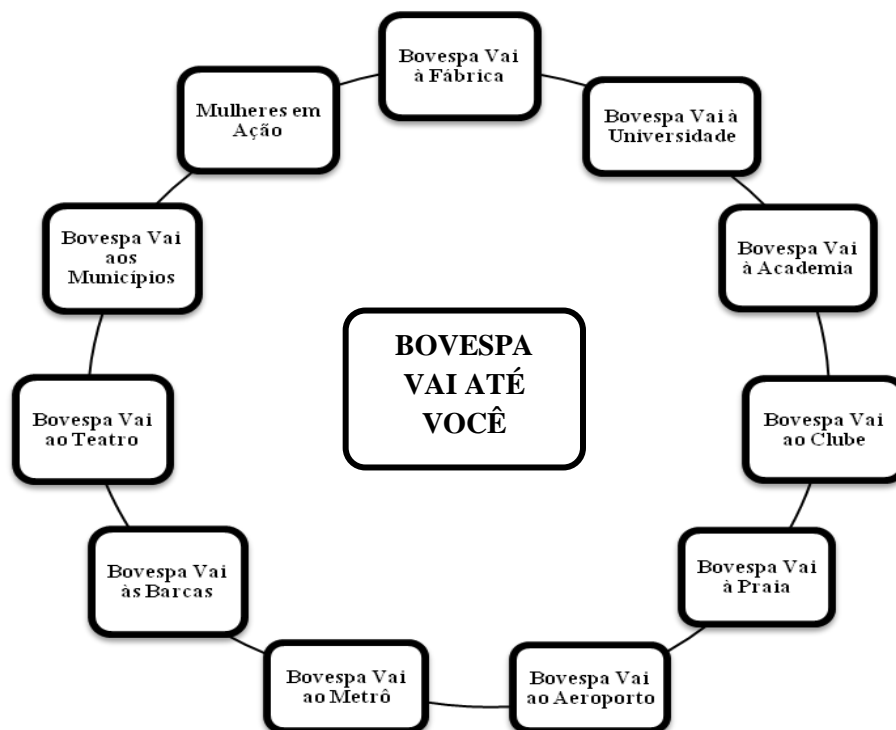 Bovespa Vai
à Fábrica
Bovespa Vai à
Universidade
Bovespa Vai
à Academia
Bovespa Vai
ao Clube
Bovespa Vai
à Praia
Bovespa Vai
ao Aeroporto
Bovespa Vai
ao Metrô
Bovespa Vai
às Barcas
Bovespa Vai
ao Teatro
Bovespa Vai
aos
Municípios
Mulheres em
Ação
BOVESPA
VAI ATÉ
VOCÊ